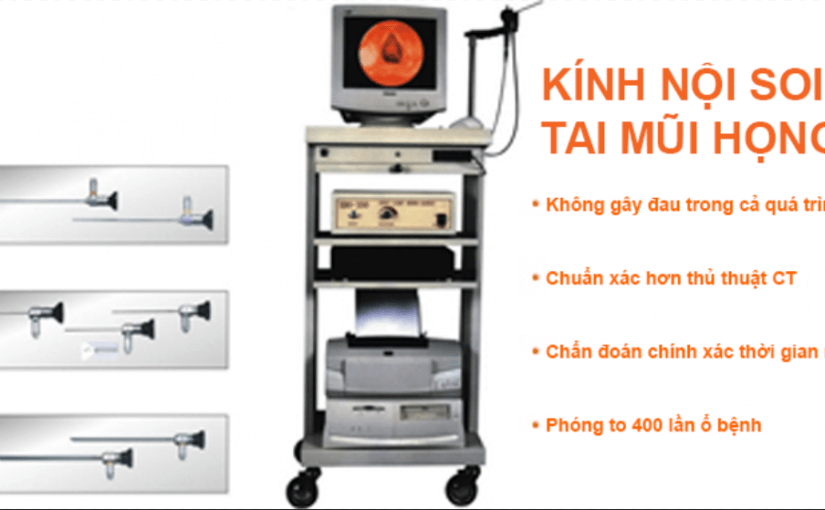 KÍNH NỘI SOI
TAI MŨI HỌNG
• Không gây đau trong cả quá
• Chuẩn xác hơn thủ thuật CT
• Chẩn đoán chính xác thời gian
• Phóng to 400 lần ổ bệnh